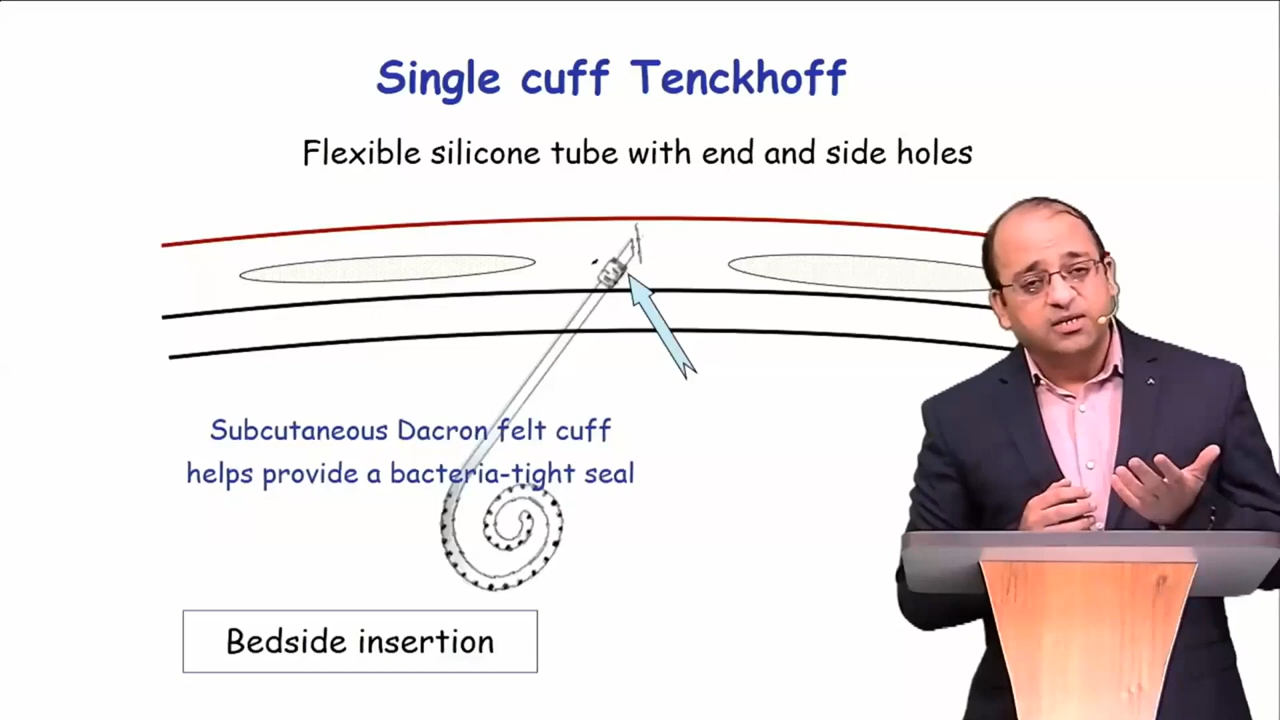 Single cuff Tenckhoff
Flexible silicone tube with end and side holes
Subcutaneous Dacron felt cuff
helps provide a bacteria-tight seal
Bedside insertion